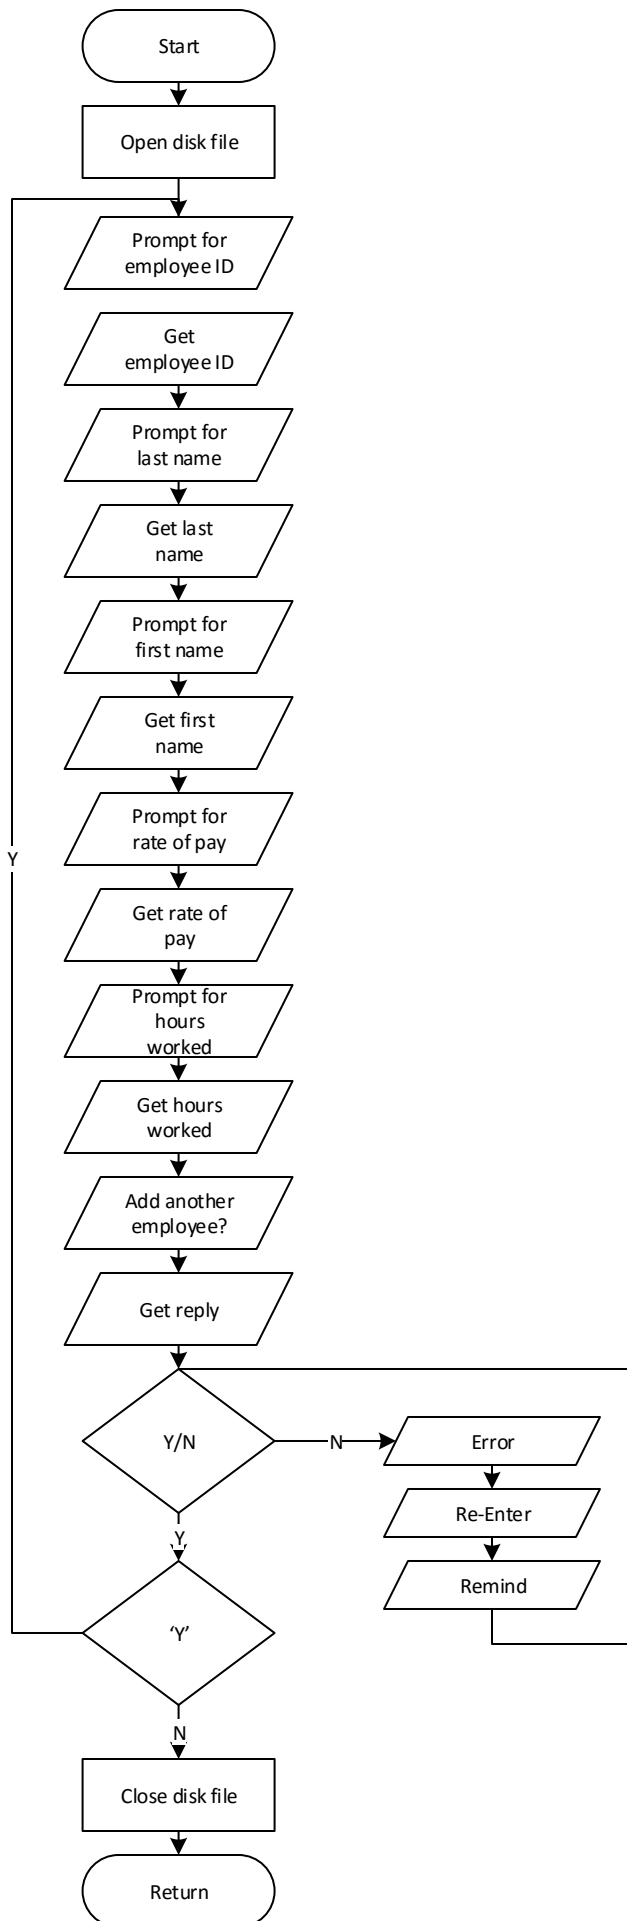 Start
Open disk file
Prompt for
employee ID
Get
employee ID
Prompt for
last name
Get last
name
Prompt for
first name
Get first
name
Prompt for
rate of pay
Y
Get rate of
pay
Prompt for
hours
worked
Get hours
worked
Add another
employee?
Get reply
Y/N
N
Error
Re-Enter
Y
Remind
‘Y’
N
Close disk file
Return